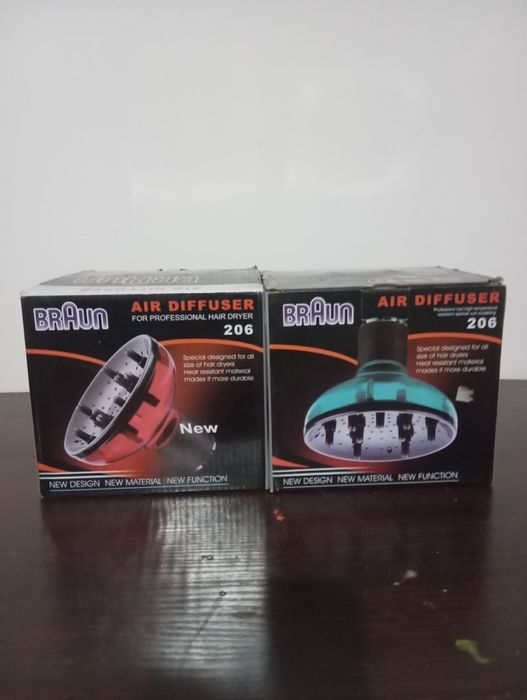 BRAUN
AIR DIFFUSER
FOR PROFESSIONAL HAIR DRYER
206
Special designed for all
size of hair dryers
Heat resistant material
mades it more durable
New
NEW DESIGN NEW MATERIAL NEW FUNCTION
BRAUN
AIR DIFFUSER
206
Special designed for all
size of hair dryers
Heat resistant material
mades it more durable
NEW DESIGN NEW MATERIAL NEW FUNCTION